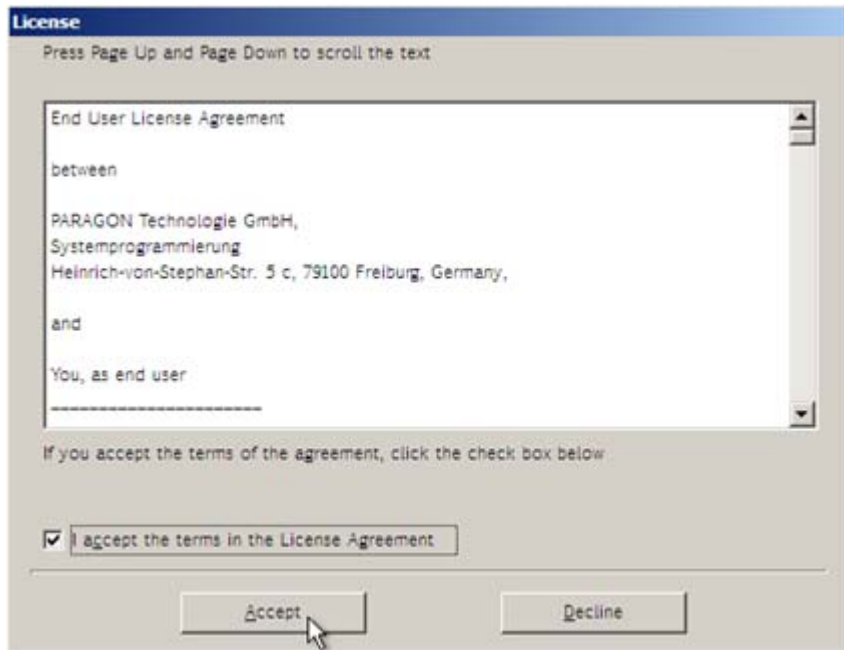 License
Press Page Up and Page Down to scroll the text
End User License Agreement
between
PARAGON Technologie GmbH,
Systemprogrammierung
Heinrich-von-Stephan-Str. 5 c, 79100 Freiburg, Germany,
and
You, as end user
----------------------
If you accept the terms of the agreement, click the check box below
I accept the terms in the License Agreement
Accept
Decline